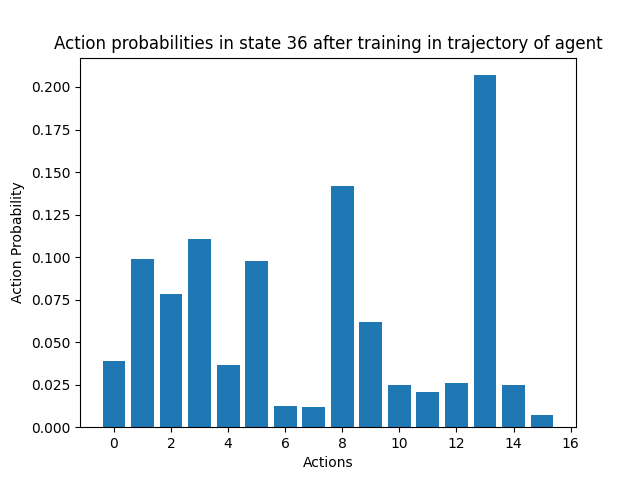 Action probabilities in state 36 after training in trajectory of agent
0.200
0.175
0.150
0.125
0.100
0.075
0.050
0.025
0.000
Action Probability
0 2 4 6 8 10 12 14 16
Actions